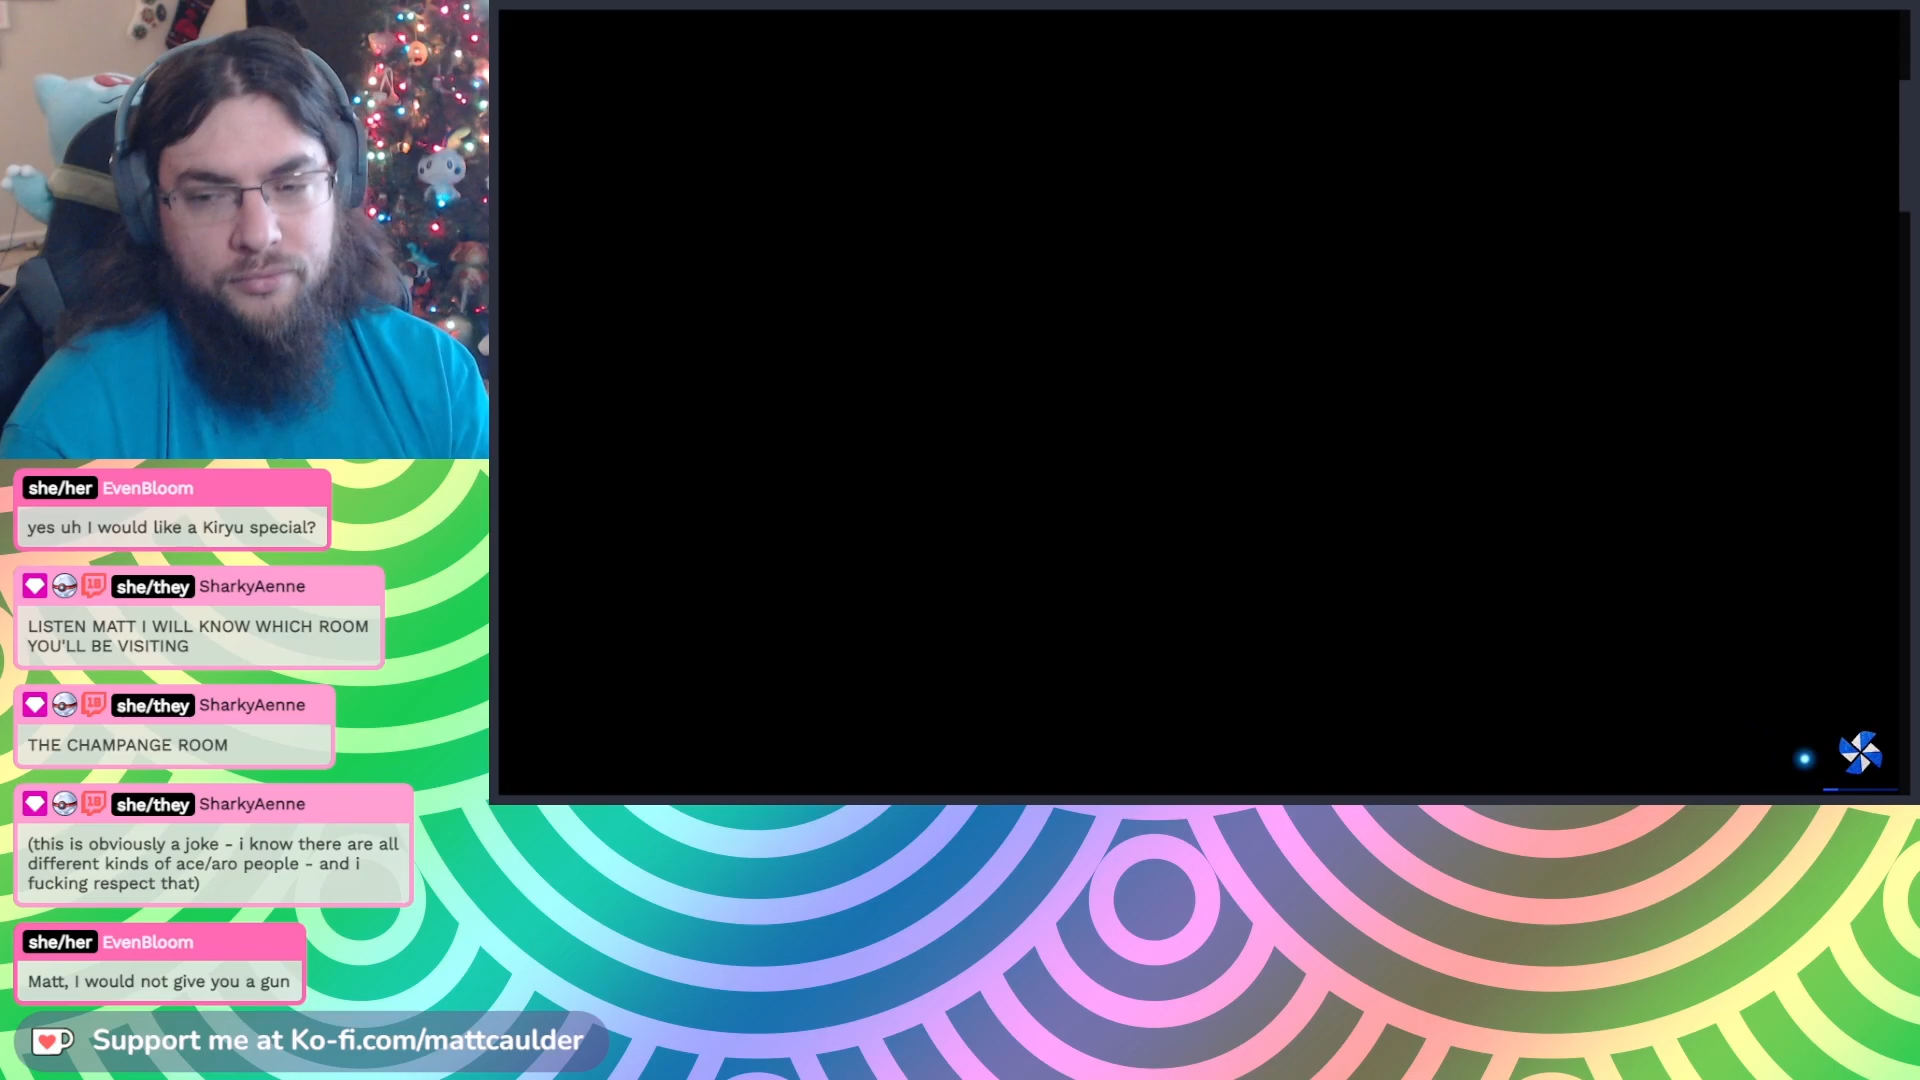 she/her EvenBloom
yes uh I would like a Kiryu special?
18 she/they SharkyAenne
LISTEN MATT I WILL KNOW WHICH ROOM
YOU'LL BE VISITING
18 she/they SharkyAenne
THE CHAMPANGE ROOM
18 she/they SharkyAenne
(this is obviously a joke - i know there are all
different kinds of ace/aro people - and i
fucking respect that)
she/her EvenBloom
Matt, I would not give you a gun
Support me at Ko-fi.com/mattcaulder